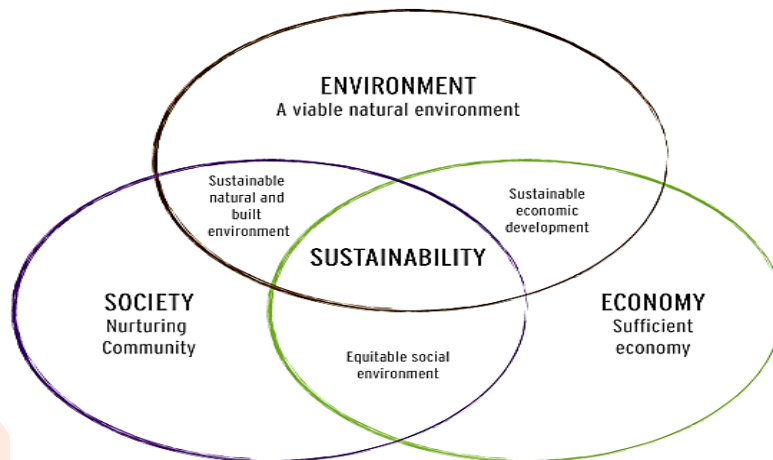 ENVIRONMENT
A viable natural environment
Sustainable
natural and
built
environment
Sustainable
economic
development
SUSTAINABILITY
SOCIETY
Nurturing
Community
ECONOMY
Sufficient
economy
Equitable social
environment